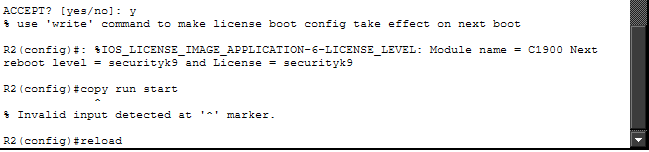 ACCEPT? [yes/no]: y
% use 'write' command to make license boot config take effect on next boot
R2(config)#: %IOS_LICENSE_IMAGE_APPLICATION-6-LICENSE_LEVEL: Module name = C1900 Next
reboot level = securityk9 and License = securityk9
R2(config)#copy run start
^
% Invalid input detected at '^' marker.
R2(config)#reload